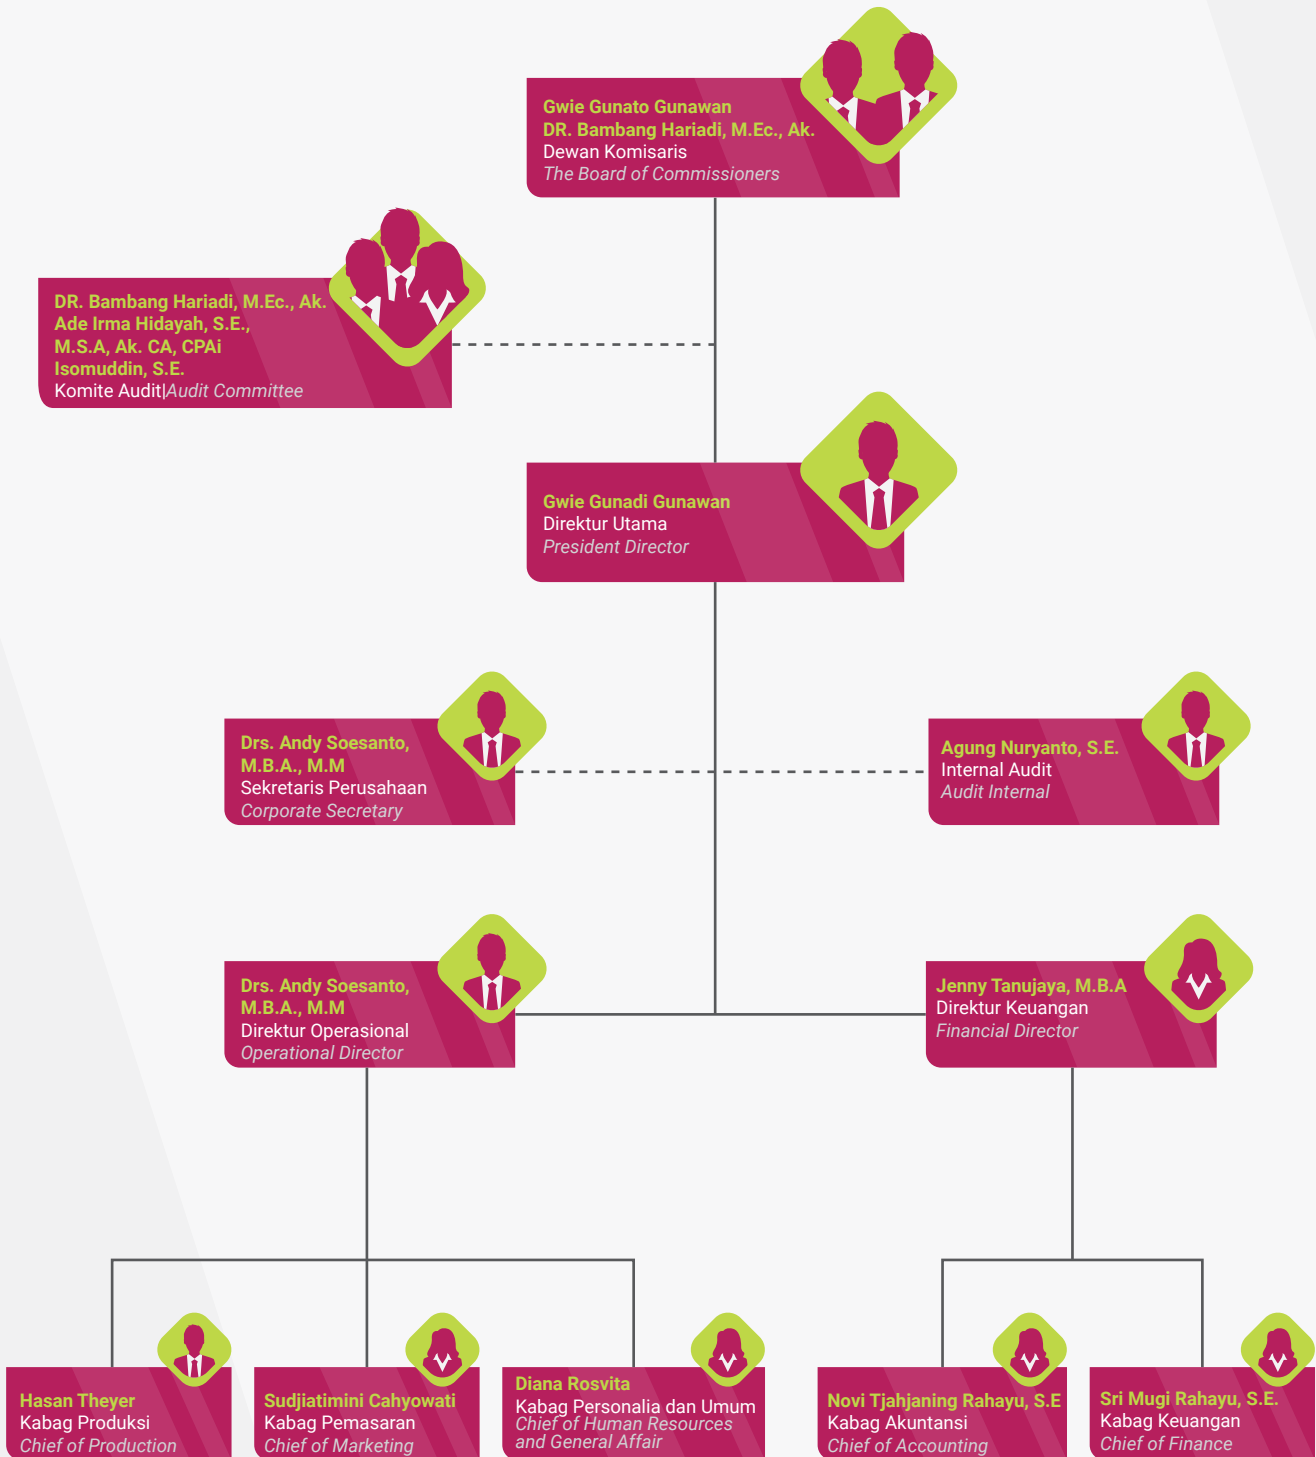 Gwie Gunato Gunawan
DR. Bambang Hariadi, M.Ec., Ak.
Dewan Komisaris
The Board of Commissioners
DR. Bambang Hariadi, M.Ec., Ak.
Ade Irma Hidayah, S.E.,
M.S.A, Ak. CA, CPAi
Isomuddin, S.E.
Komite Audit|Audit Committee
Gwie Gunadi Gunawan
Direktur Utama
President Director
Drs. Andy Soesanto,
M.B.A., M.M
Sekretaris Perusahaan
Corporate Secretary
Agung Nuryanto, S.E.
Internal Audit
Audit Internal
Drs. Andy Soesanto,
M.B.A., M.M
Direktur Operasional
Operational Director
Jenny Tanujaya, M.B.A
Direktur Keuangan
Financial Director
Hasan Theyer
Kabag Produksi
Chief of Production
Sudjiatimini Cahyowati
Kabag Pemasaran
Chief of Marketing
Diana Rosvita
Kabag Personalia dan Umum
Chief of Human Resources
and General Affair
Novi Tjahjaning Rahayu, S.E
Kabag Akuntansi
Chief of Accounting
Sri Mugi Rahayu, S.E.
Kabag Keuangan
Chief of Finance